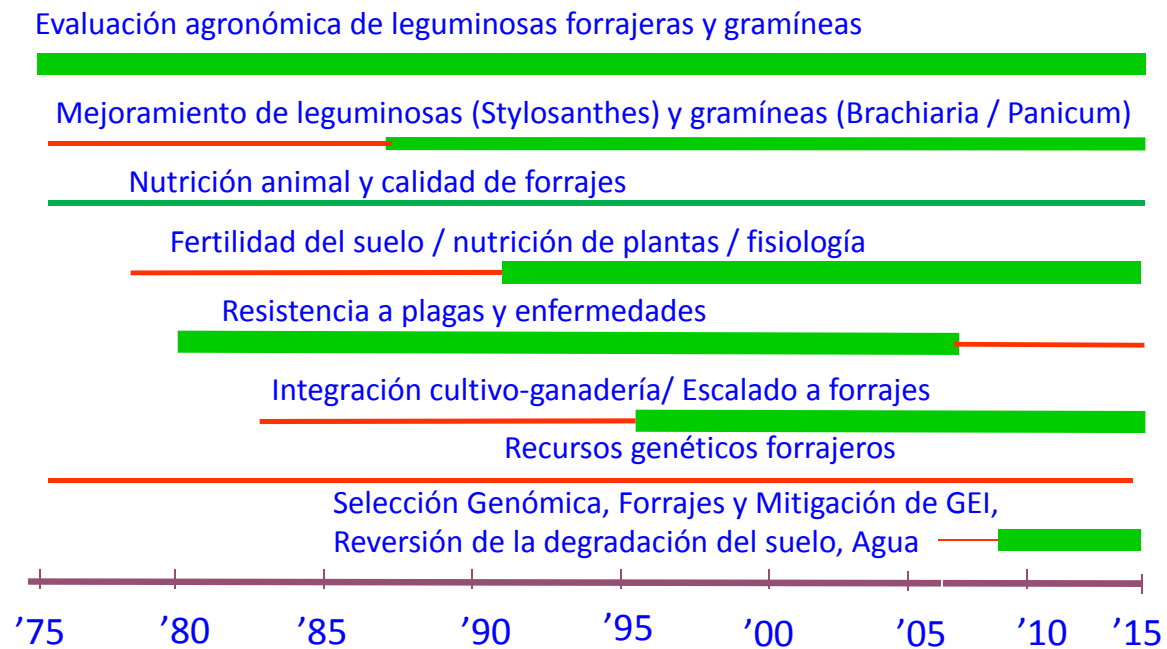 Evaluación agronómica de leguminosas forrajeras y gramíneas
Mejoramiento de leguminosas (Stylosanthes) y gramíneas (Brachiaria / Panicum)
Nutrición animal y calidad de forrajes
Fertilidad del suelo / nutrición de plantas / fisiología
Resistencia a plagas y enfermedades
Integración cultivo-ganadería/ Escalado a forrajes
Recursos genéticos forrajeros
Selección Genómica, Forrajes y Mitigación de GEI,
Reversión de la degradación del suelo, Agua
’75 ’80 ’85 ’90 ’95 ’00 ’05 ’10 ’15